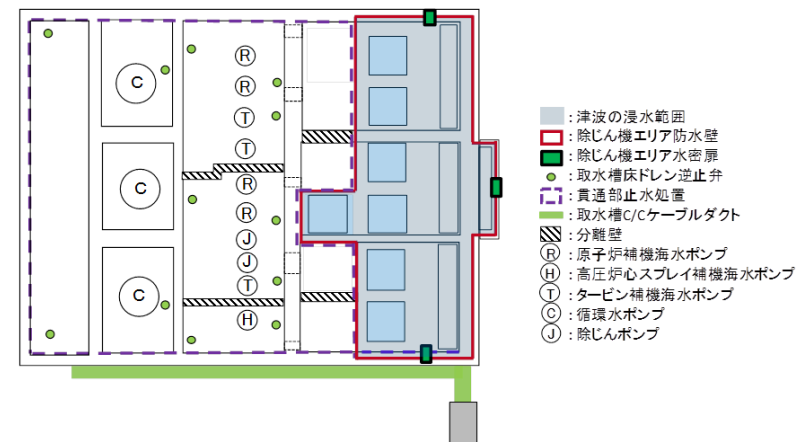 R
R
T
T
R
R
J
J
T
H
C
C
C
：津波の浸水範囲
：除じん機エリア防水壁
：除じん機エリア水密扉
：取水槽床ドレン逆止弁
：貫通部止水処置
：取水槽C/Cケーブルダクト
：分離壁
R：原子炉補機海水ポンプ
H：高圧炉心スプレイ補機海水ポンプ
T：タービン補機海水ポンプ
C：循環水ポンプ
J：除じんポンプ